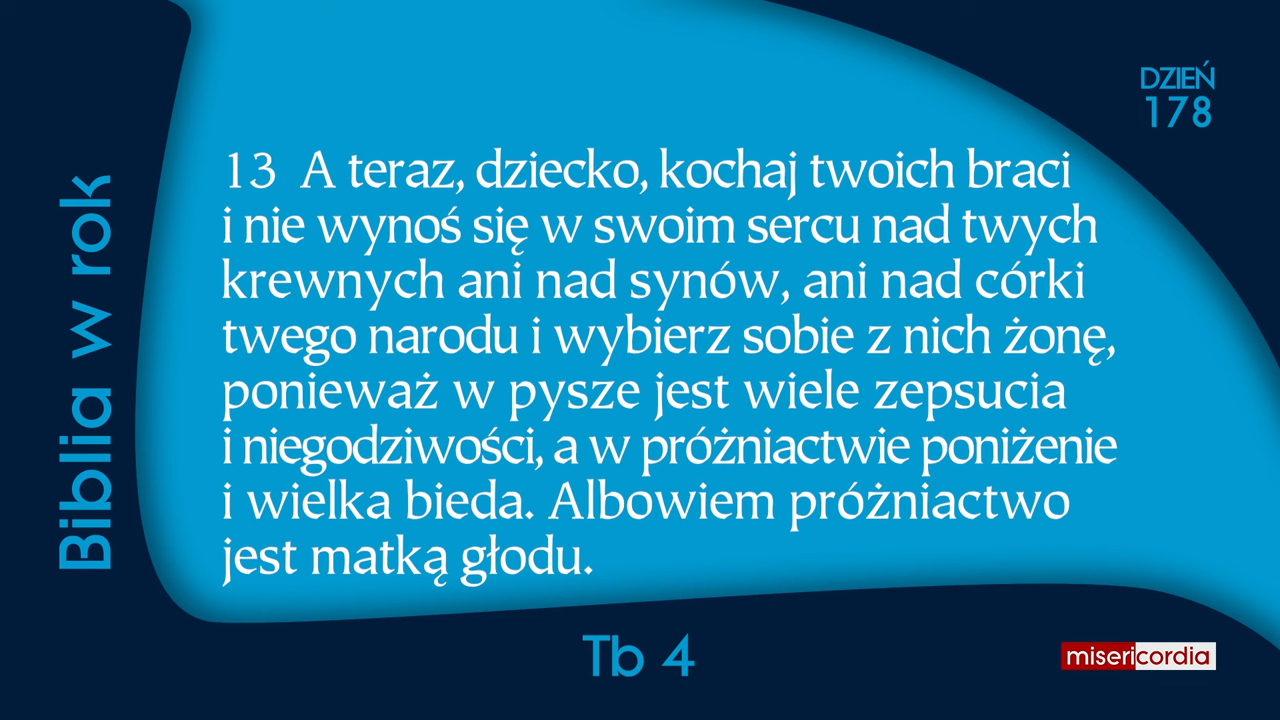 DZIEŃ
178
13 A teraz, dziecko, kochaj twoich braci
i nie wynoś się w swoim sercu nad twych
krewnych ani nad synów, ani nad córki
twego narodu i wybierz sobie z nich żonę,
ponieważ w pysze jest wiele zepsucia
i niegodziwości, a w próżniactwie poniżenie
i wielka bieda. Albowiem próżniactwo
jest matką głodu.
Biblia w rok
Tb 4
misericordia